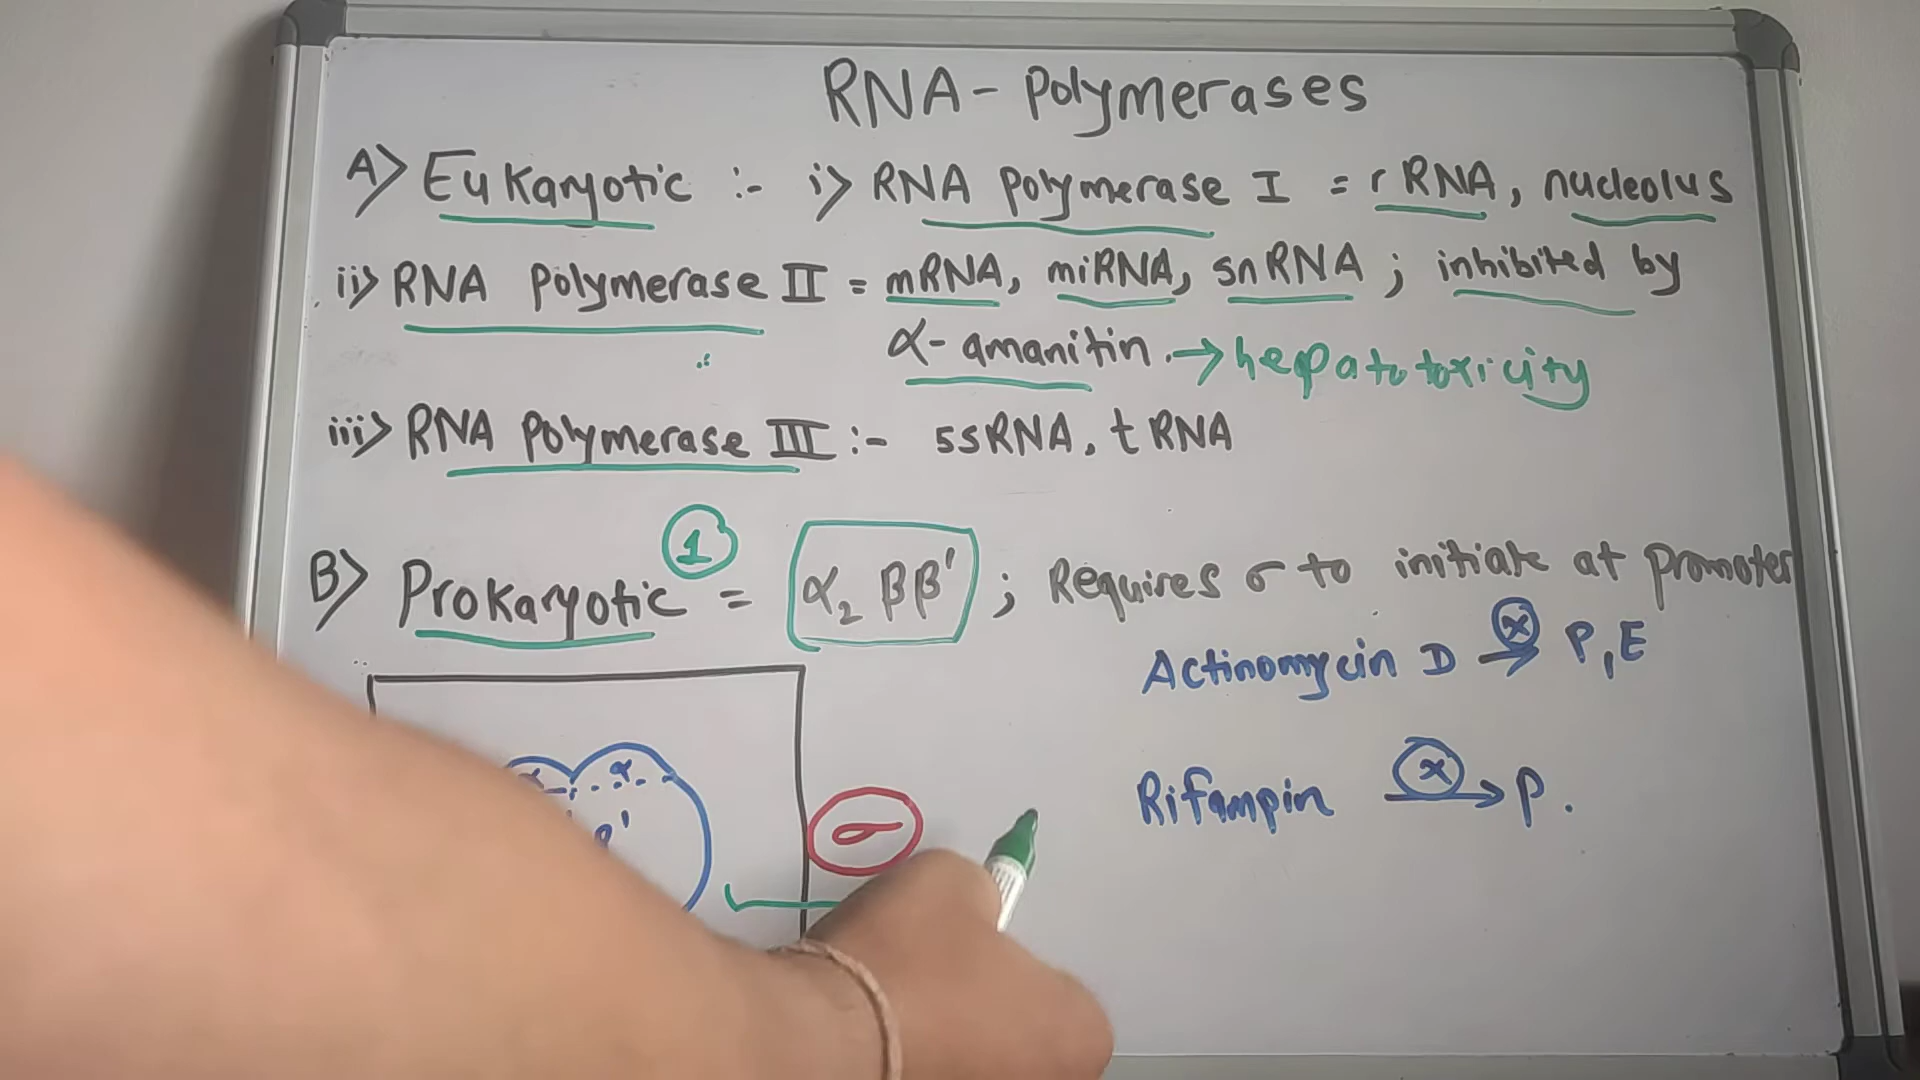 RNA - Polymerases
A> Eukaryotic :- i> RNA polymerase I = rRNA, nucleolus
ii> RNA polymerase II = mRNA, miRNA, snRNA ; inhibited by
α- amanitin. → hepatotoxicity
iii> RNA polymerase III :- 5sRNA, tRNA
1
B> Prokaryotic = α₂ ββ' ; Requires σ to initiate at promoter
Actinomycin D ⓧ→ P, E
α α
β'
σ
Rifampin ⓧ→ P.